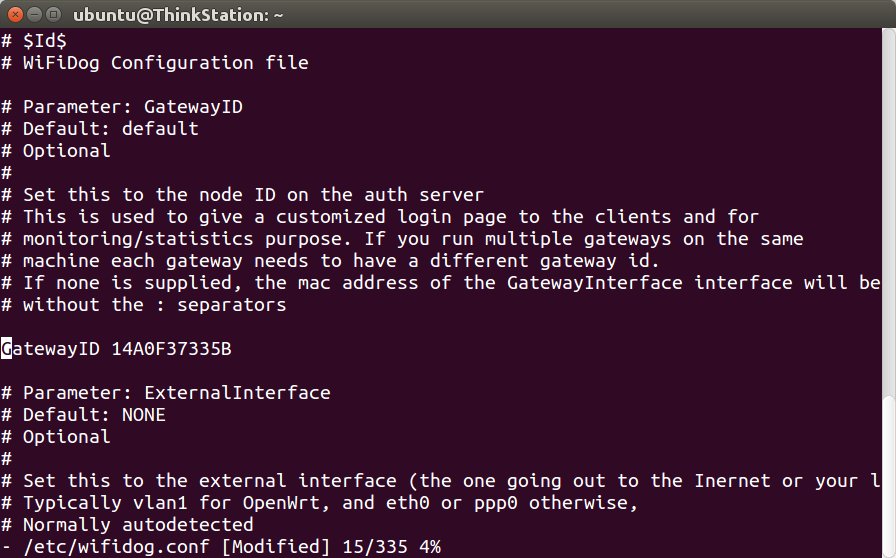 ubuntu@ThinkStation: ~
# $Id$
# WiFiDog Configuration file
# Parameter: GatewayID
# Default: default
# Optional
#
# Set this to the node ID on the auth server
# This is used to give a customized login page to the clients and for
# monitoring/statistics purpose. If you run multiple gateways on the same
# machine each gateway needs to have a different gateway id.
# If none is supplied, the mac address of the GatewayInterface interface will be
# without the : separators
GatewayID 14A0F37335B
# Parameter: ExternalInterface
# Default: NONE
# Optional
#
# Set this to the external interface (the one going out to the Inernet or your l
# Typically vlan1 for OpenWrt, and eth0 or ppp0 otherwise,
# Normally autodetected
- /etc/wifidog.conf [Modified] 15/335 4%